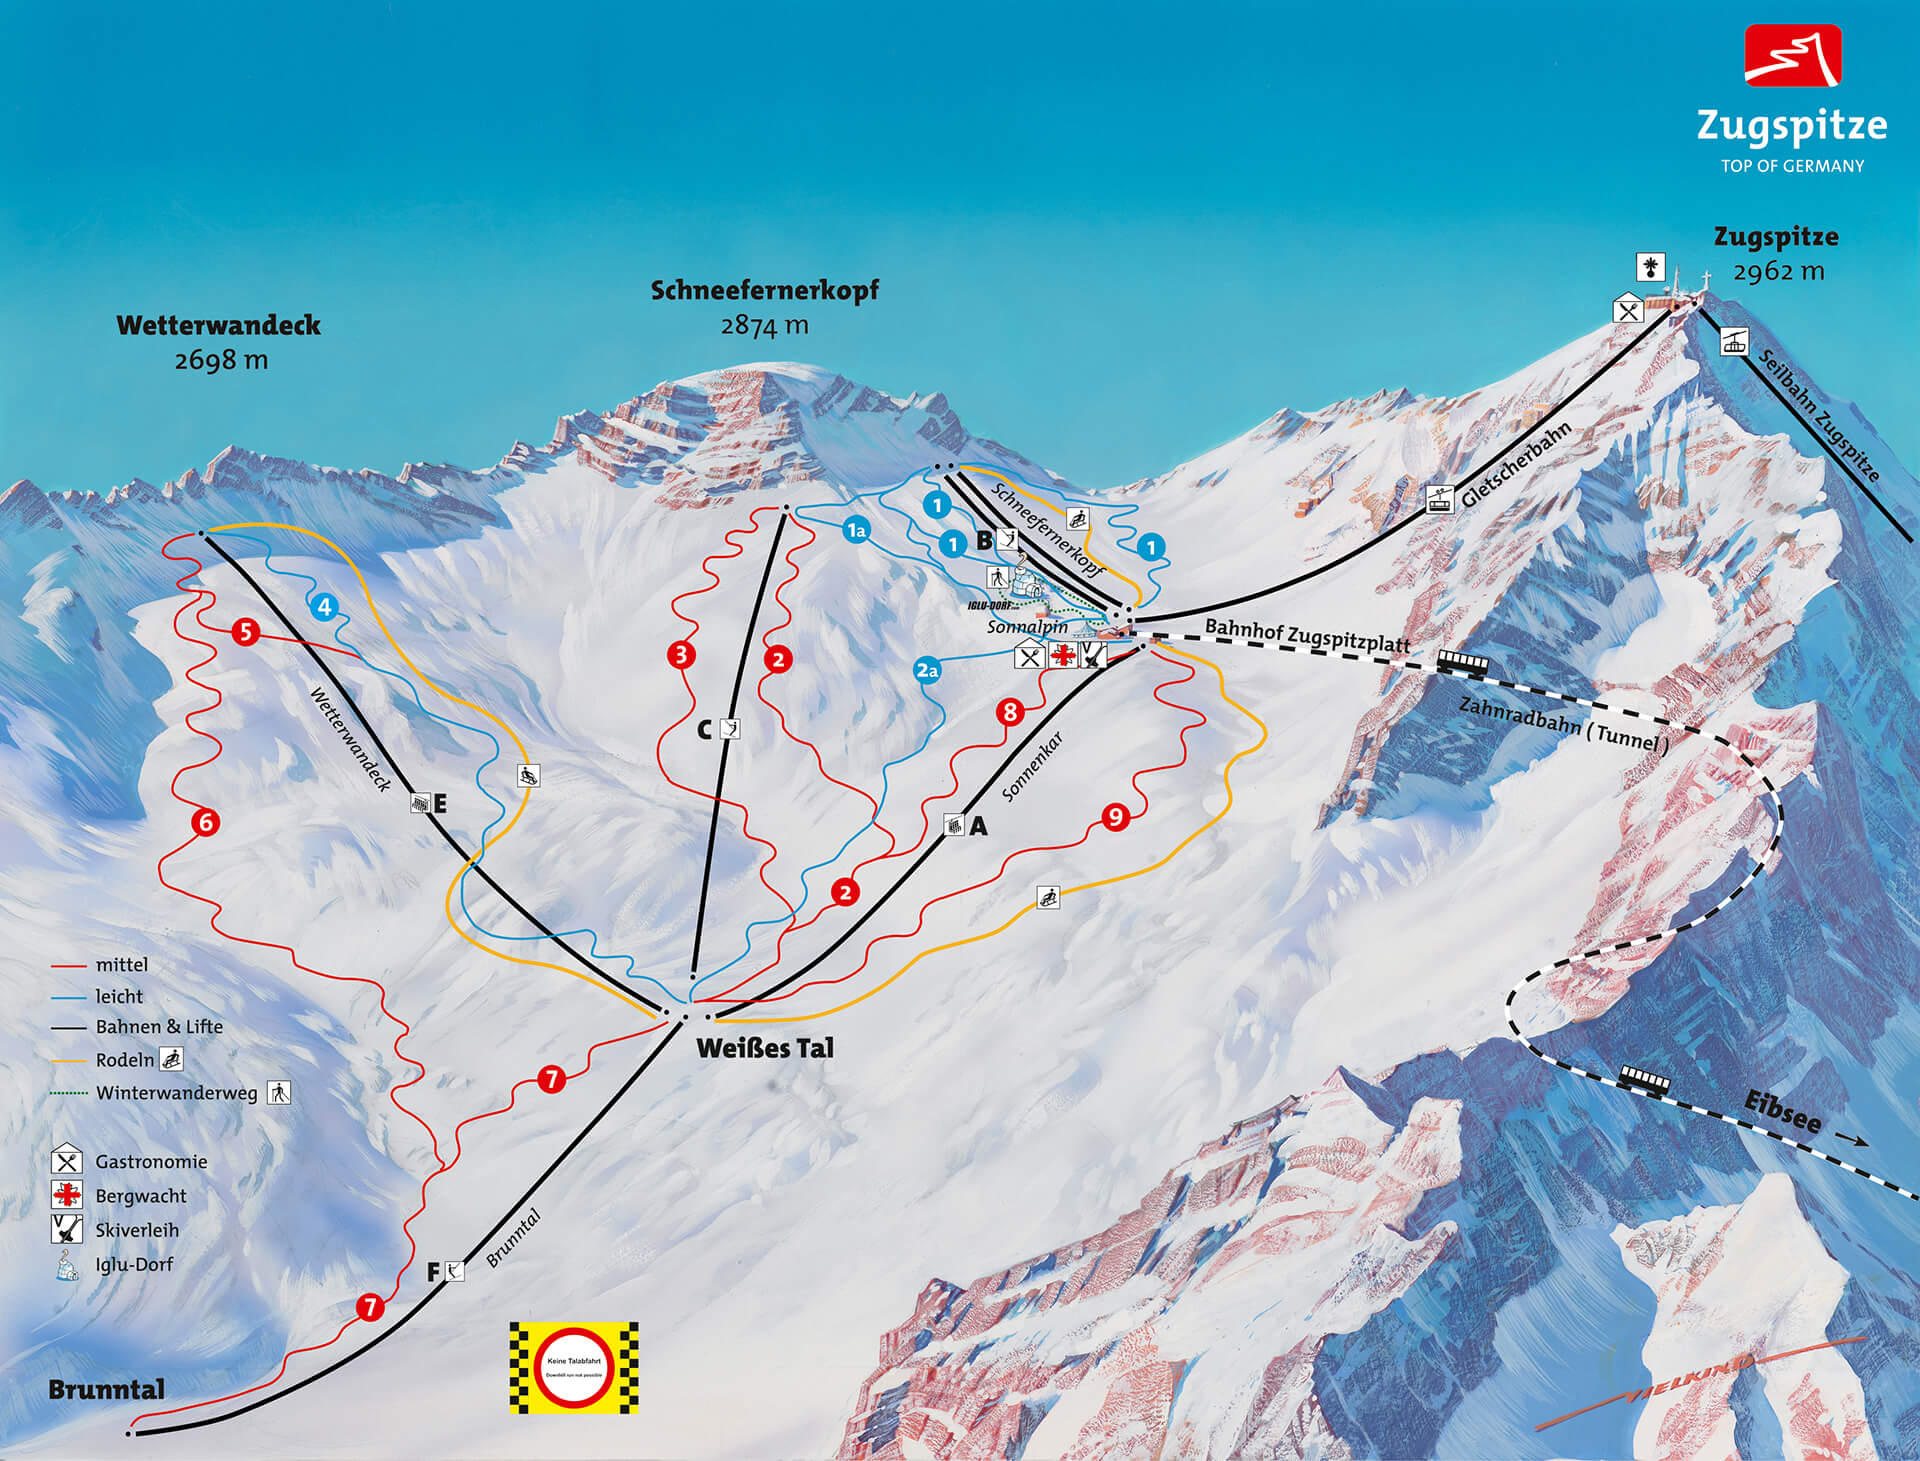 Zugspitze
TOP OF GERMANY
Zugspitze
2962 m
Schneefernerkopf
2874 m
Wetterwandeck
2698 m
Seilbahn Zugspitze
Gletscherbahn
Schneefernerkopf
1
1a
1
B
1
IGLU-DORF.com
Sonnalpin
Bahnhof Zugspitzplatt
Zahnradbahn ( Tunnel )
4
5
3
2
2a
V
8
C
Wetterwandeck
E
Sonnenkar
A
9
6
2
mittel
leicht
Bahnen & Lifte
Rodeln
Winterwanderweg
Weißes Tal
7
Eibsee
Gastronomie
Bergwacht
V
Skiverleih
Iglu-Dorf
Brunntal
F
7
Keine Talabfahrt
Downhill run not possible
Brunntal
VIELKIND